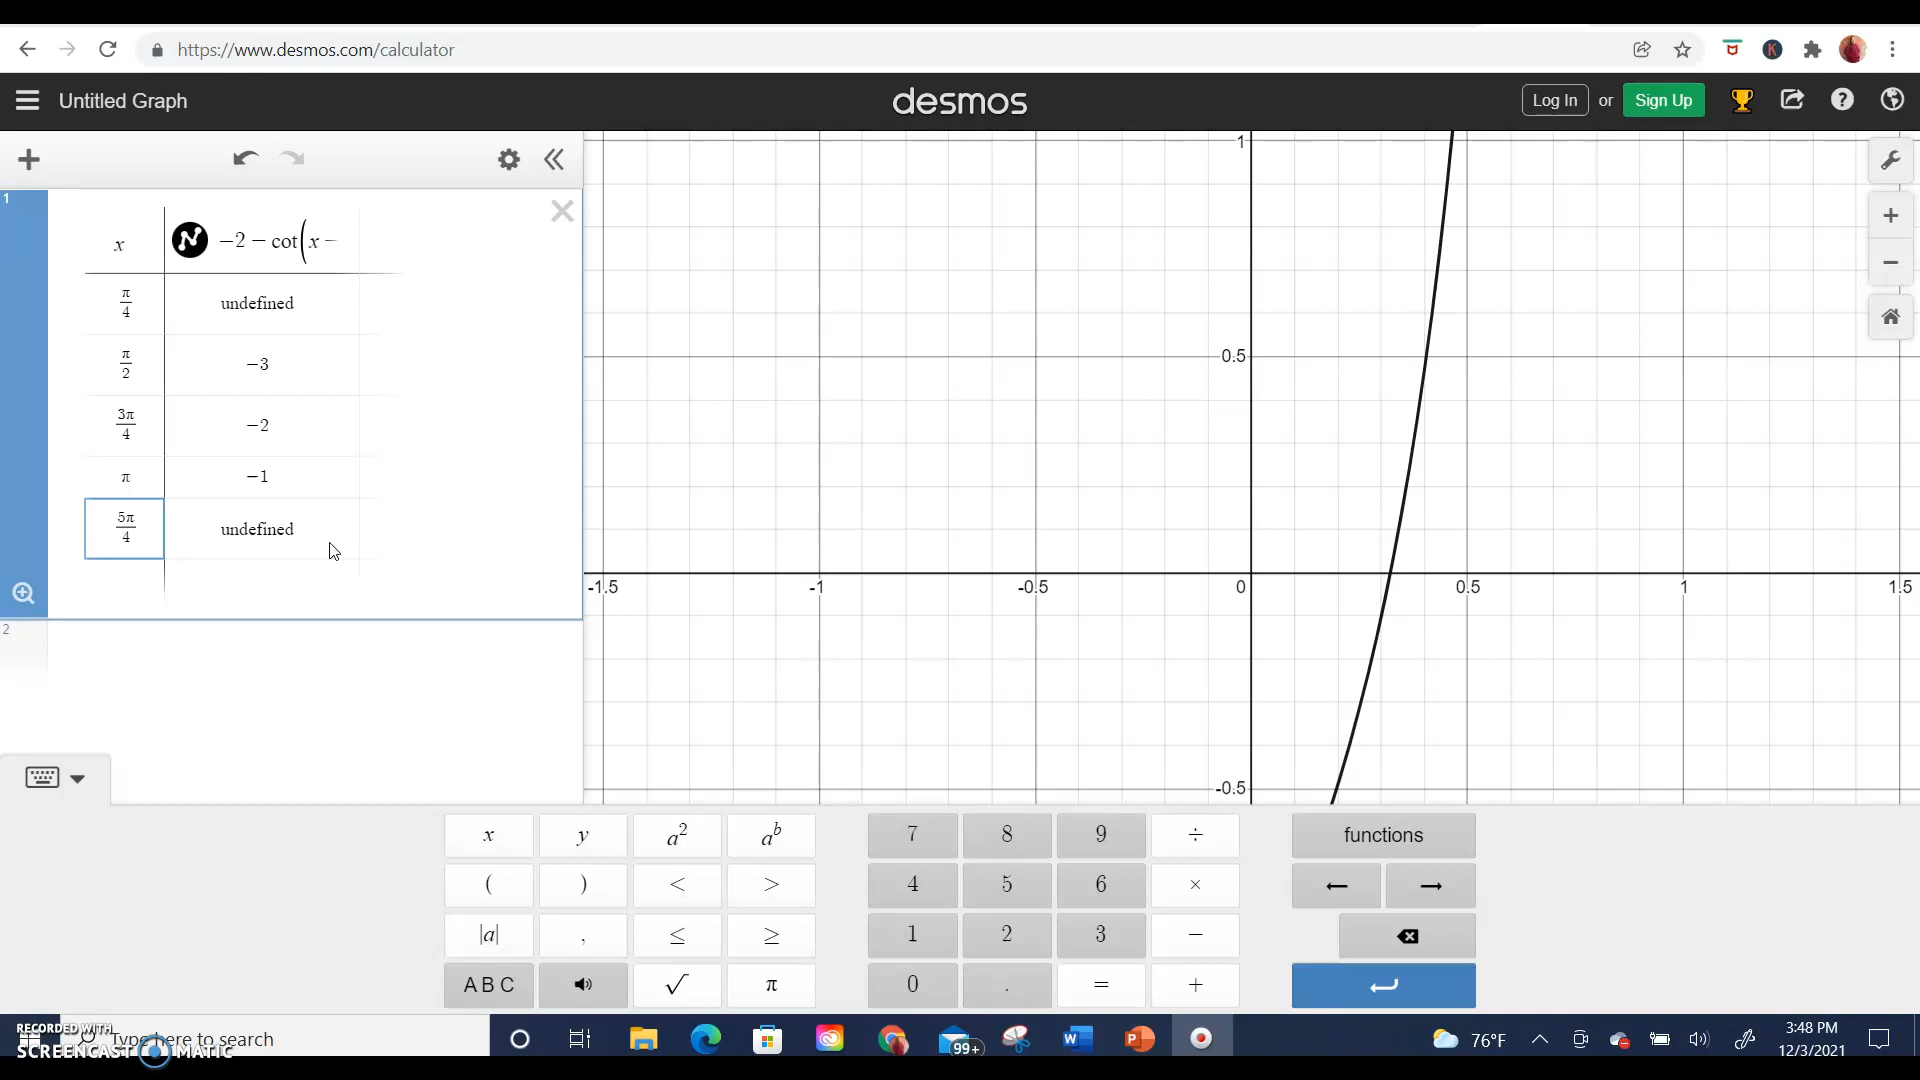 https://www.desmos.com/calculator
K
Untitled Graph
desmos
Log In or Sign Up
1
x −2 − cot(x −
π/4 undefined
π/2 −3
3π/4 −2
π −1
5π/4 undefined
2
1
0.5
-1.5 -1 -0.5 0 0.5 1 1.5
-0.5
x y a² aᵇ 7 8 9 ÷ functions
( ) < > 4 5 6 × ← →
|a| , ≤ ≥ 1 2 3 −
A B C √ π 0 . = +
RECORDED WITH
SCREENCAST MATIC
Type here to search
99+
W
P
76°F
3:48 PM
12/3/2021